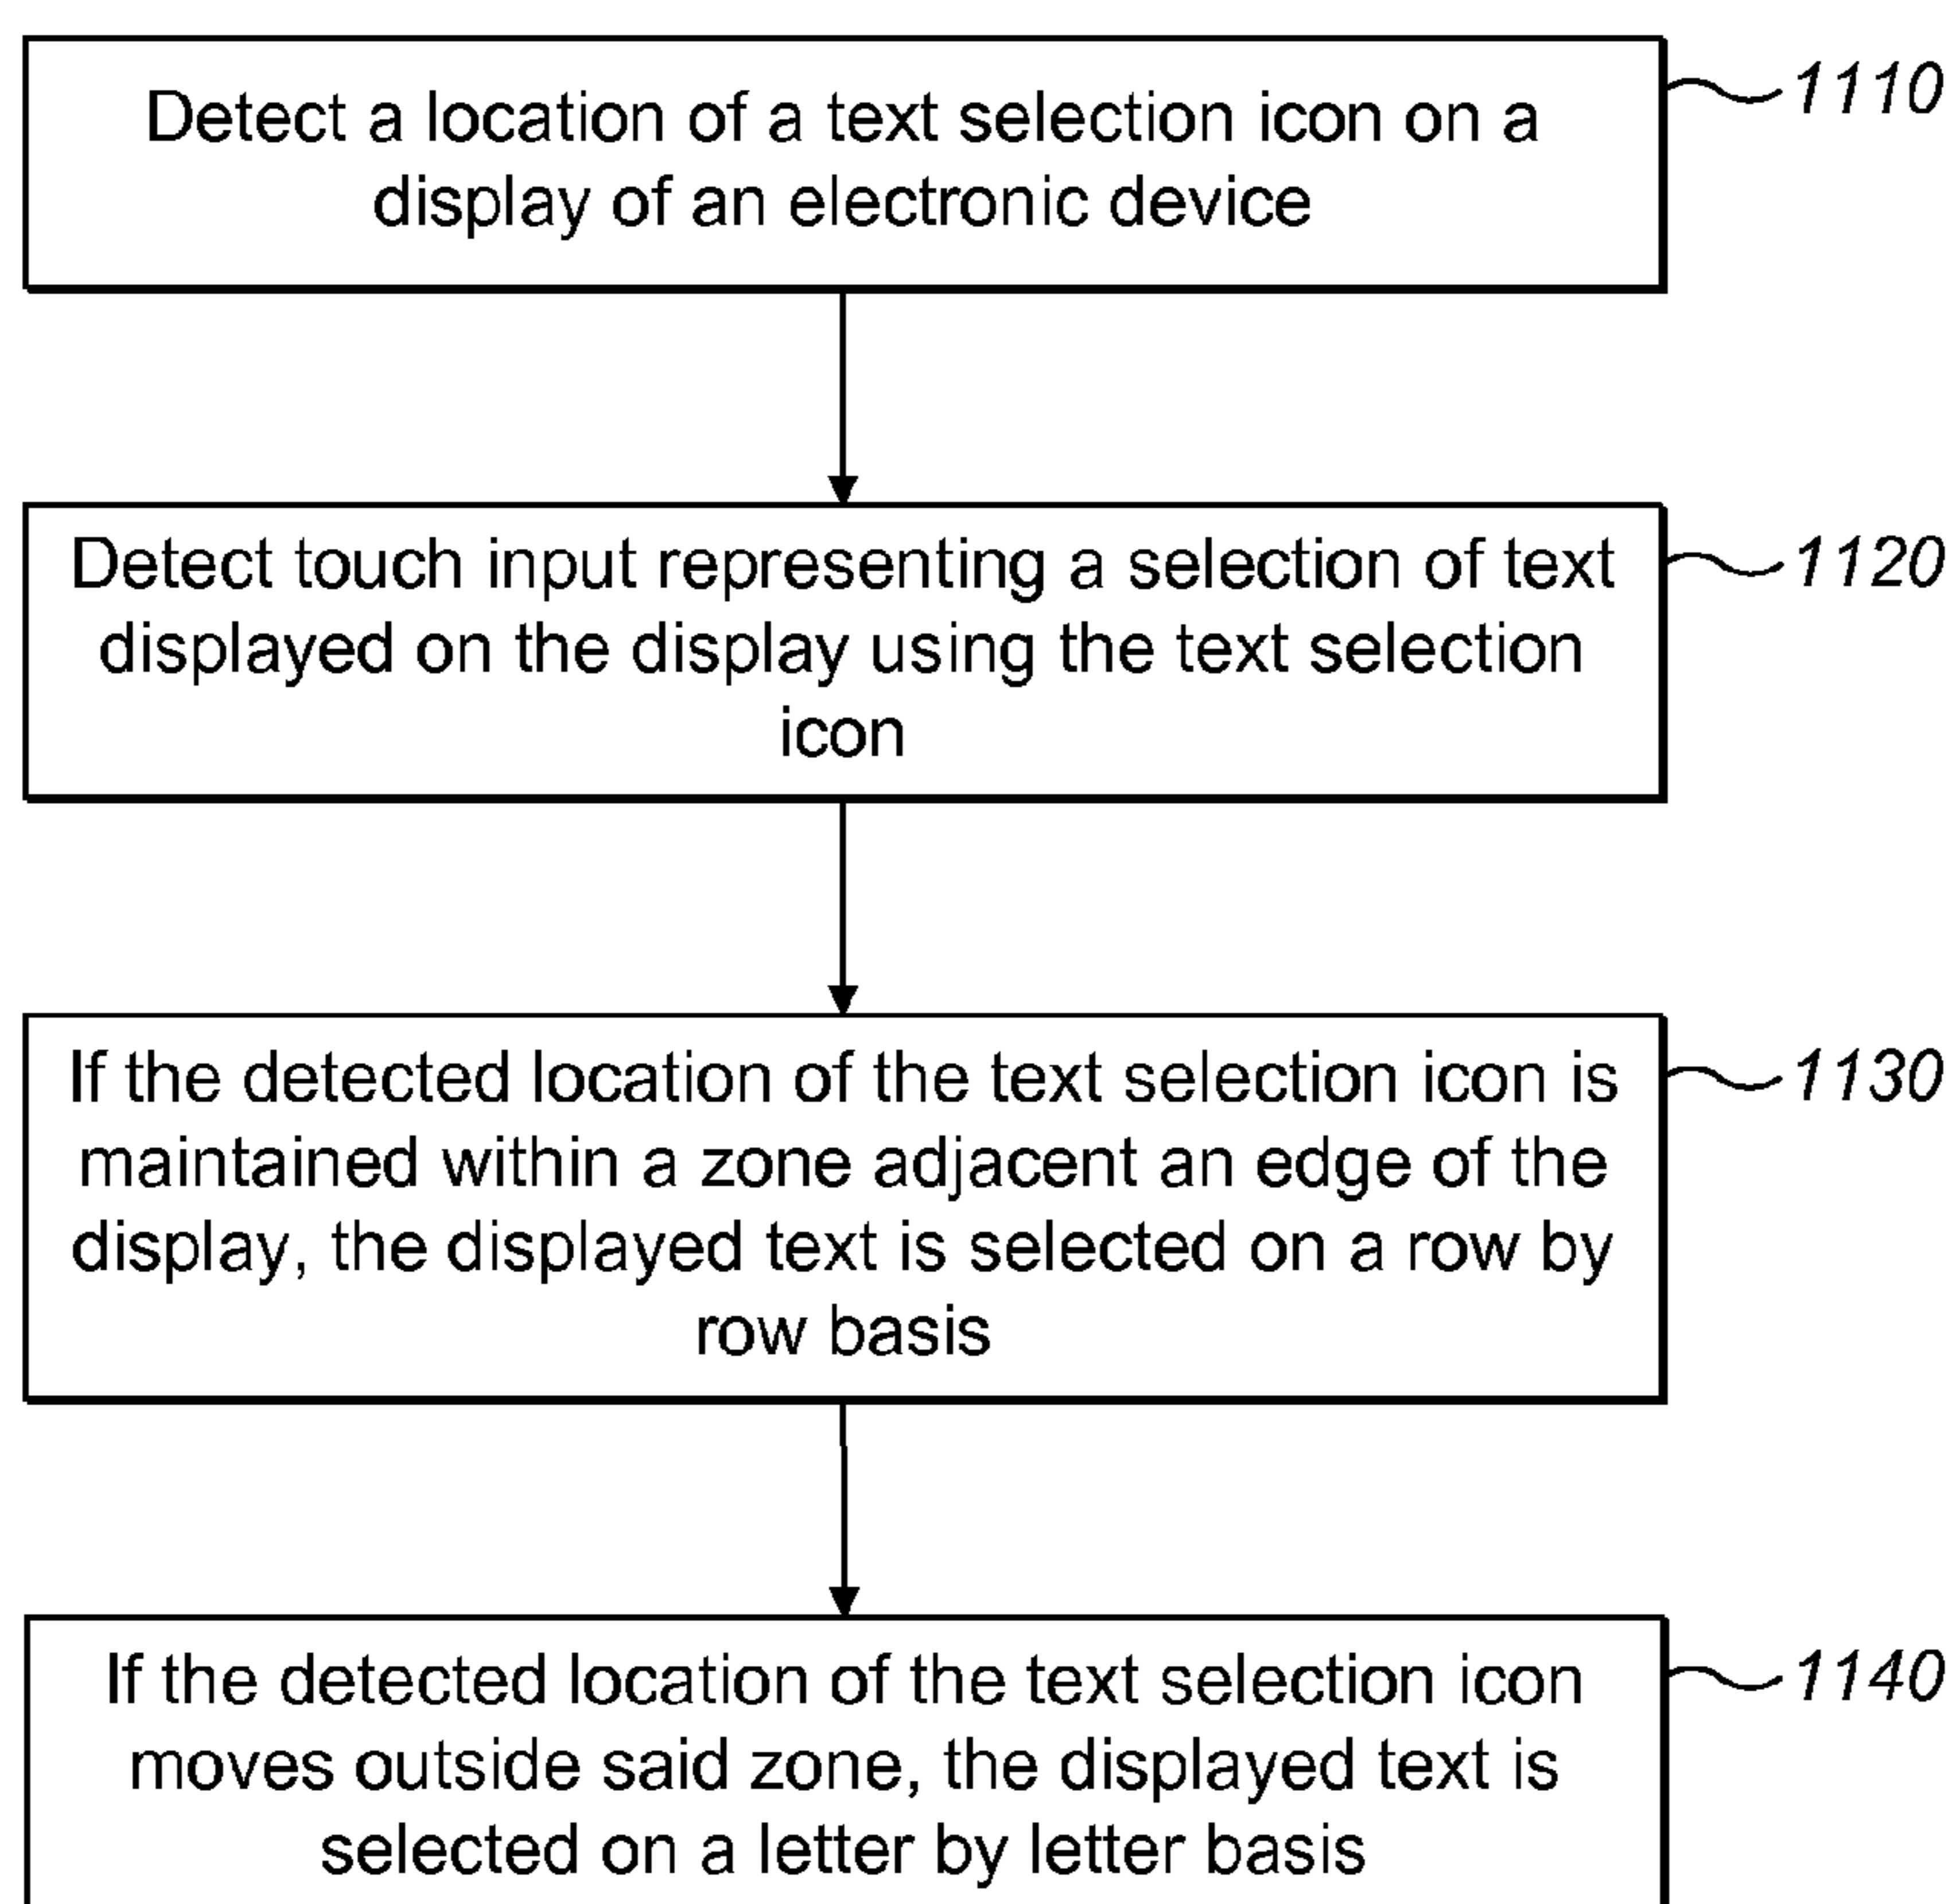 Detect a location of a text selection icon on a
display of an electronic device
1110
Detect touch input representing a selection of text
displayed on the display using the text selection
icon
1120
If the detected location of the text selection icon is
maintained within a zone adjacent an edge of the
display, the displayed text is selected on a row by
row basis
1130
If the detected location of the text selection icon
moves outside said zone, the displayed text is
selected on a letter by letter basis
1140